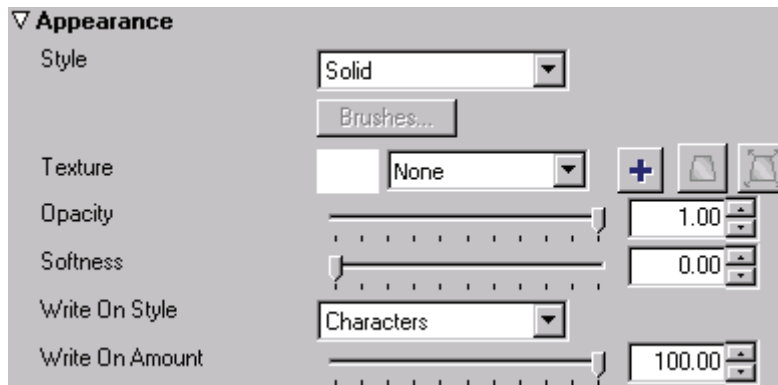 Appearance
Style Solid
Brushes...
Texture None
Opacity 1.00
Softness 0.00
Write On Style Characters
Write On Amount 100.00